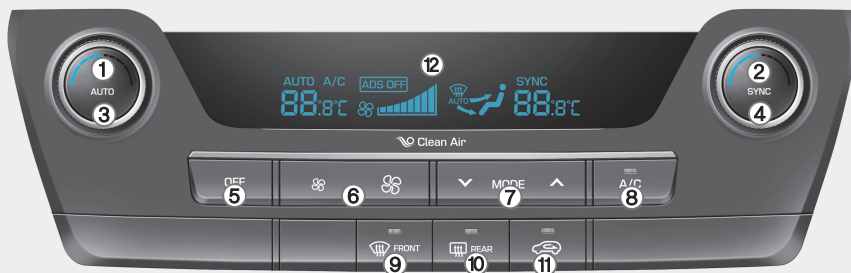 ① AUTO ③
AUTO A/C ADS OFF ⑫ SYNC
88.8°C AUTO 88.8°C
② SYNC ④
Clean Air
OFF ⑤
⑥
MODE ⑦
A/C ⑧
FRONT ⑨
REAR ⑩
⑪